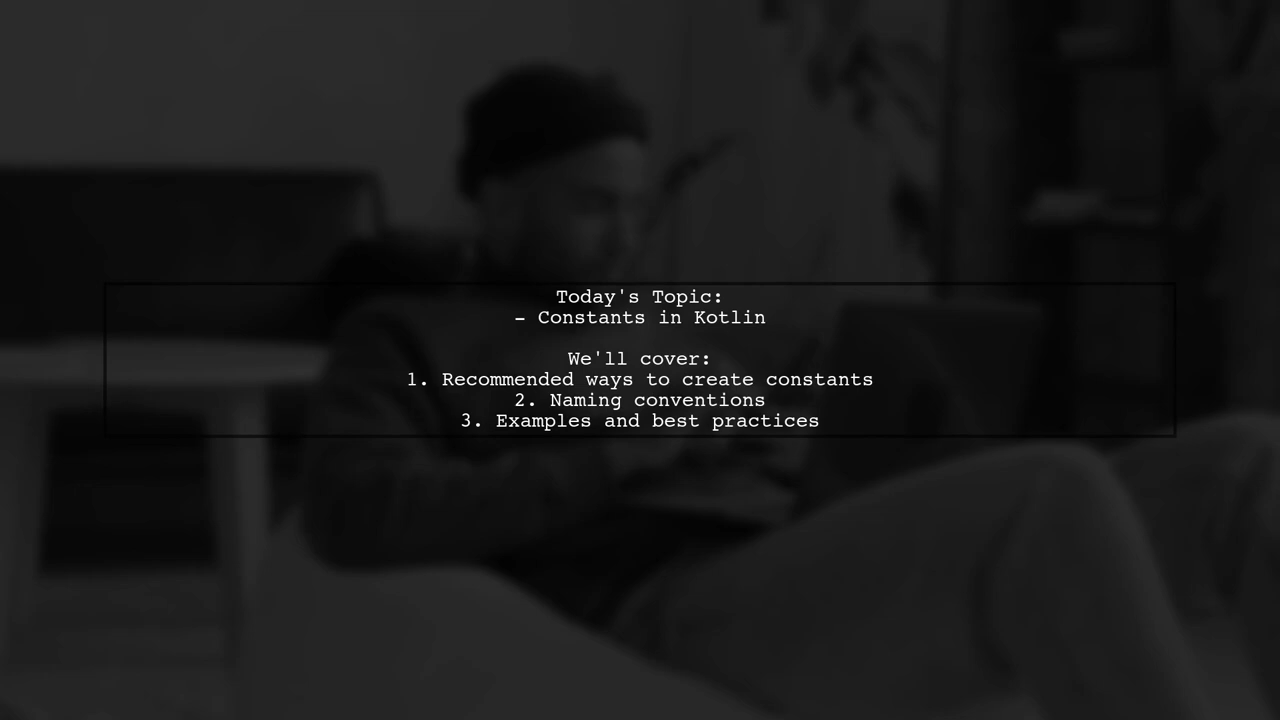 Today's Topic:
- Constants in Kotlin
We'll cover:
1. Recommended ways to create constants
2. Naming conventions
3. Examples and best practices